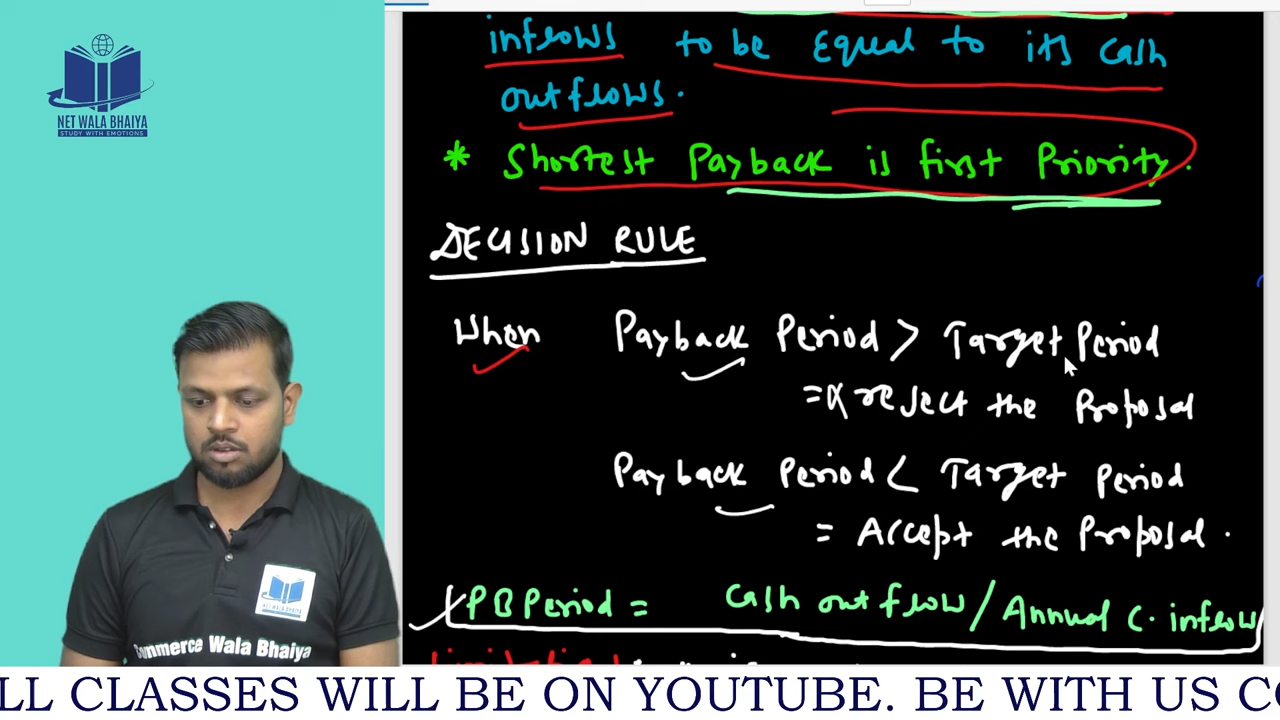 NET WALA BHAIYA
STUDY WITH EMOTIONS
inflows to be Equal to its cash
outflows.
* Shortest Payback is first Priority.
DECISION RULE
When Payback Period > Target Period
= reject the Proposal
Payback Period < Target Period
= Accept the Proposal.
PB Period = Cash outflow / Annual C. inflow
Commerce Wala Bhaiya
LL CLASSES WILL BE ON YOUTUBE. BE WITH US CO